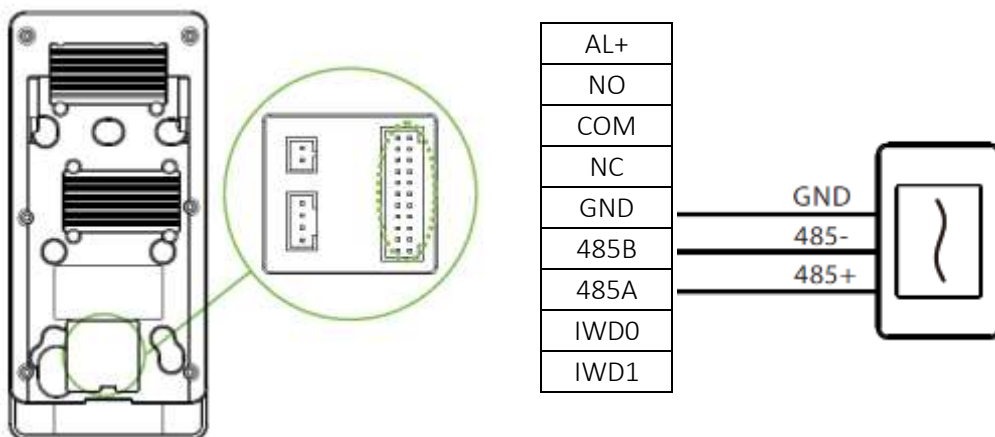 AL+
NO
COM
NC
GND
485B
485A
IWD0
IWD1
GND
485-
485+